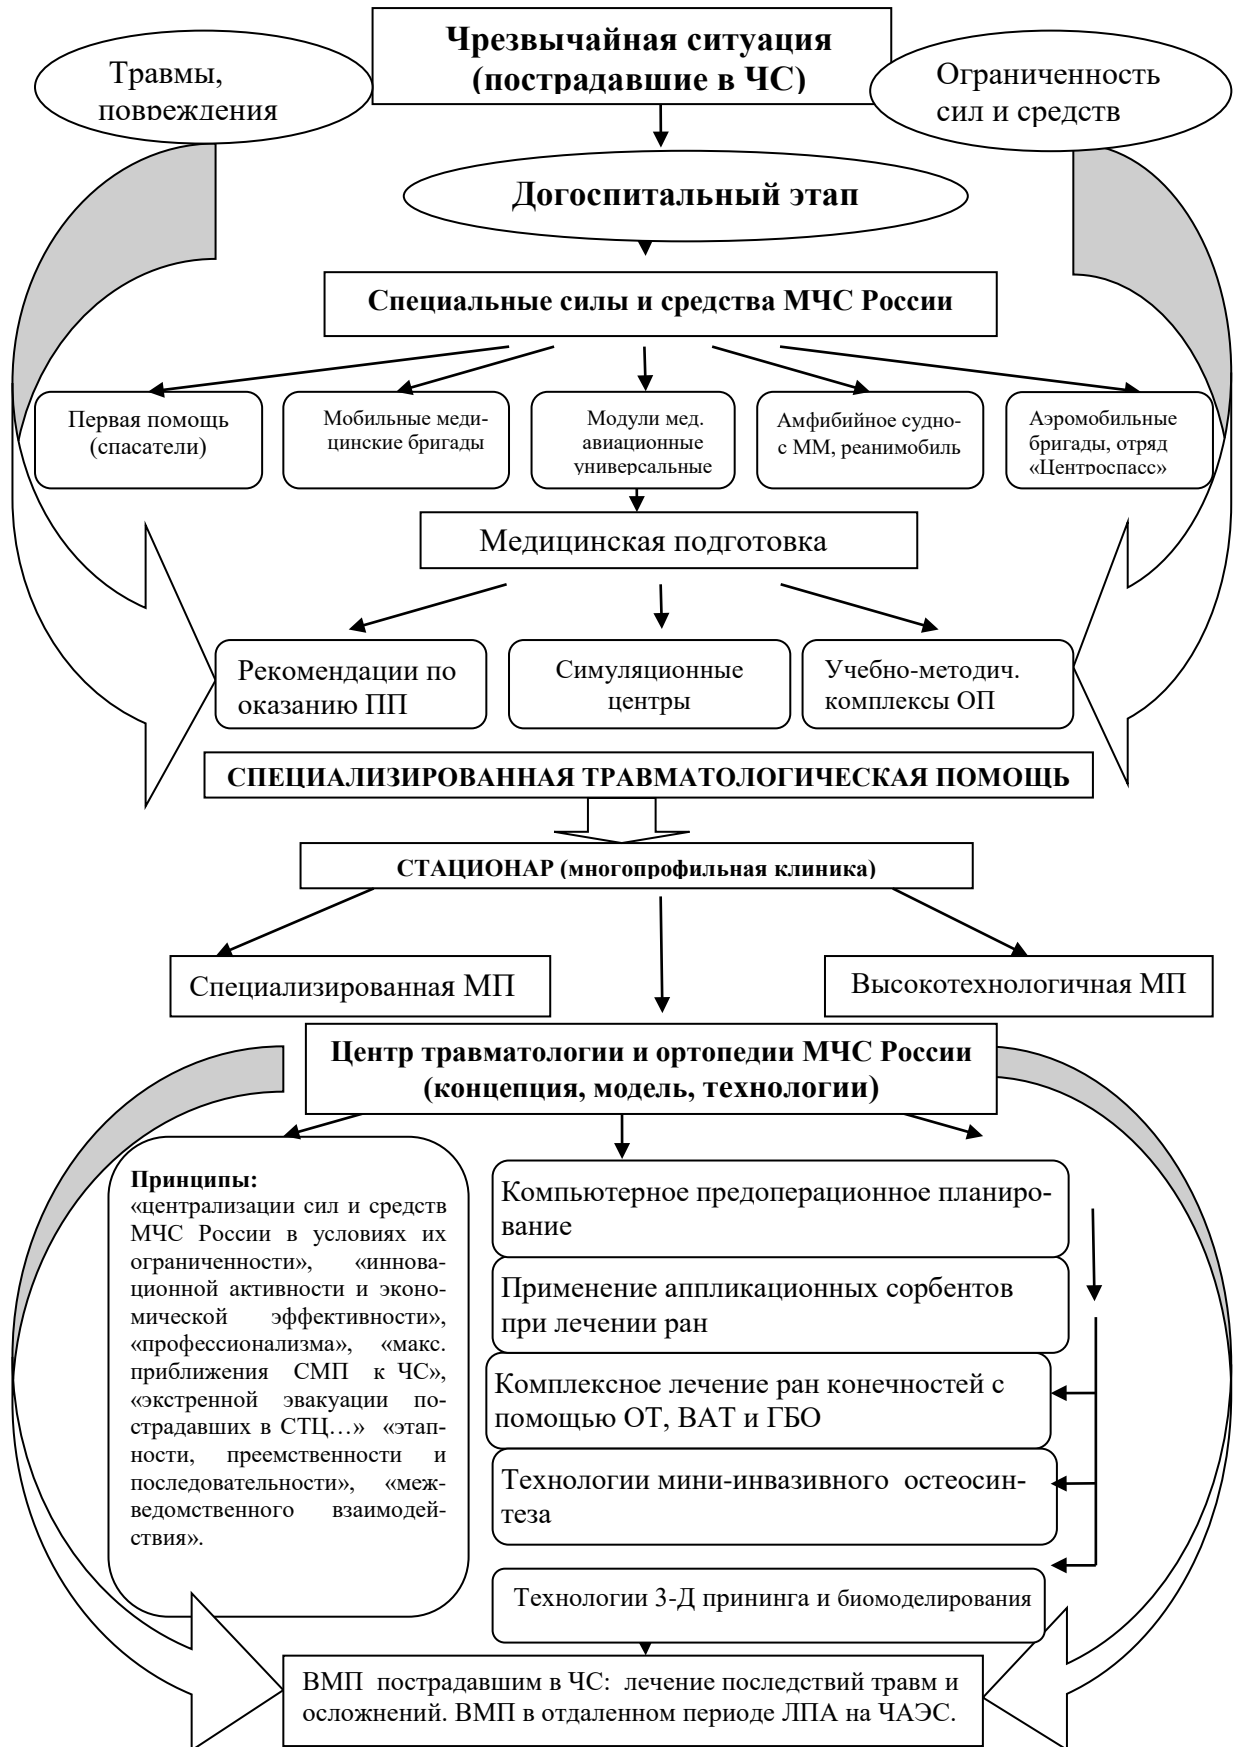 Чрезвычайная ситуация
(пострадавшие в ЧС)
Травмы,
повреждения
Ограниченность
сил и средств
Догоспитальный этап
Специальные силы и средства МЧС России
Первая помощь
(спасатели)
Мобильные меди-
цинские бригады
Модули мед.
авиационные
универсальные
Амфибийное судно-
с ММ, реанимобиль
Аэромобильные
бригады, отряд
«Центроспасс»
Медицинская подготовка
Рекомендации по
оказанию ПП
Симуляционные
центры
Учебно-методич.
комплексы ОП
СПЕЦИАЛИЗИРОВАННАЯ ТРАВМАТОЛОГИЧЕСКАЯ ПОМОЩЬ
СТАЦИОНАР (многопрофильная клиника)
Специализированная МП
Высокотехнологичная МП
Центр травматологии и ортопедии МЧС России
(концепция, модель, технологии)
Принципы:
«централизации сил и средств
МЧС России в условиях их
ограниченности», «иннова-
ционной активности и эконо-
мической эффективности»,
«профессионализма», «макс.
приближения СМП к ЧС»,
«экстренной эвакуации по-
страдавших в СТЦ…» «этап-
ности, преемственности и
последовательности», «меж-
ведомственного взаимодей-
ствия».
Компьютерное предоперационное планиро-
вание
Применение аппликационных сорбентов
при лечении ран
Комплексное лечение ран конечностей с
помощью ОТ, ВАТ и ГБО
Технологии мини-инвазивного остеосин-
теза
Технологии 3-Д прининга и биомоделирования
ВМП пострадавшим в ЧС: лечение последствий травм и
осложнений. ВМП в отдаленном периоде ЛПА на ЧАЭС.